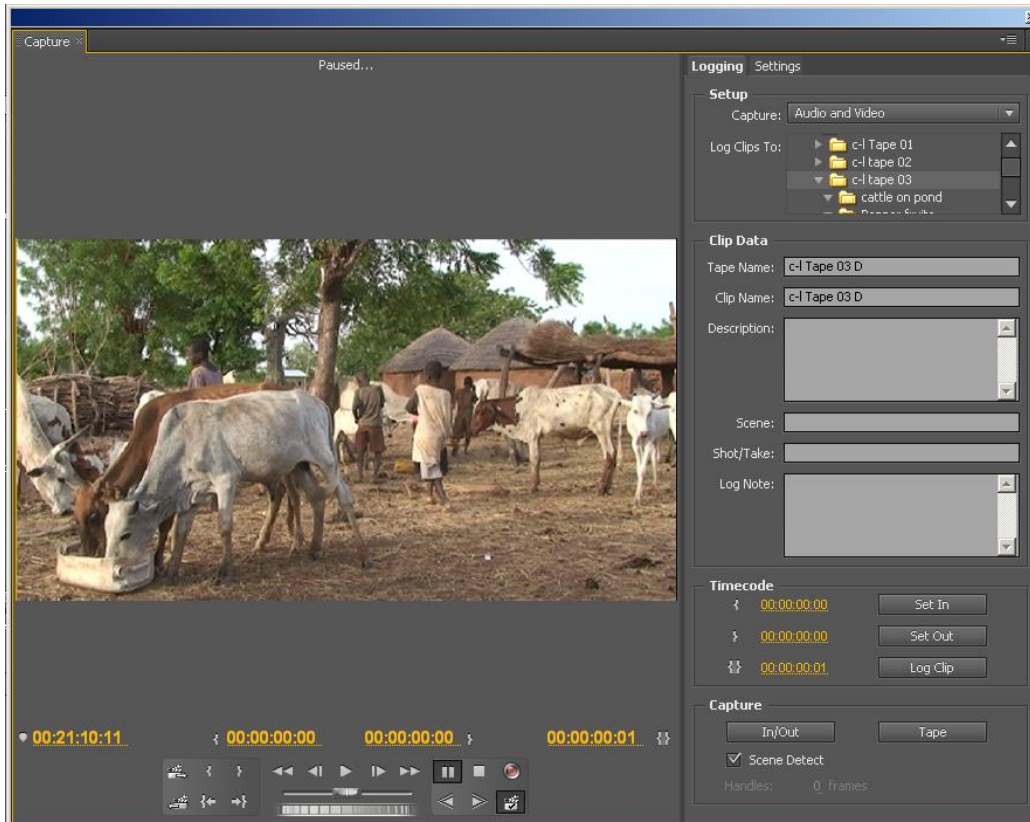 Capture
Paused...
Logging
Settings
Setup
Capture:
Audio and Video
Log Clips To:
c-l Tape 01
c-l tape 02
c-l tape 03
cattle on pond
Clip Data
Tape Name:
c-l Tape 03 D
Clip Name:
c-l Tape 03 D
Description:
Scene:
Shot/Take:
Log Note:
Timecode
{ 00:00:00:00 Set In
} 00:00:00:00 Set Out
{} 00:00:00:01 Log Clip
Capture
In/Out
Tape
Scene Detect
Handles: 0 frames
00:21:10:11 { 00:00:00:00 00:00:00:00 } 00:00:00:01 {}